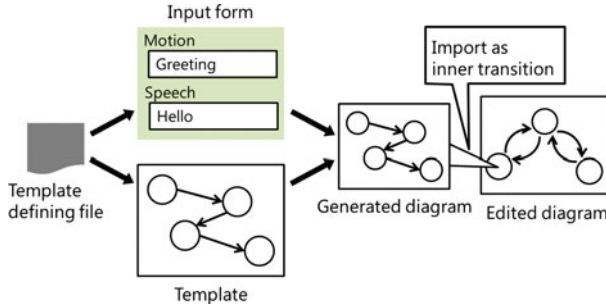 Input form
Motion
Greeting
Speech
Hello
Import as
inner transition
Template
defining file
Template
Generated diagram
Edited diagram